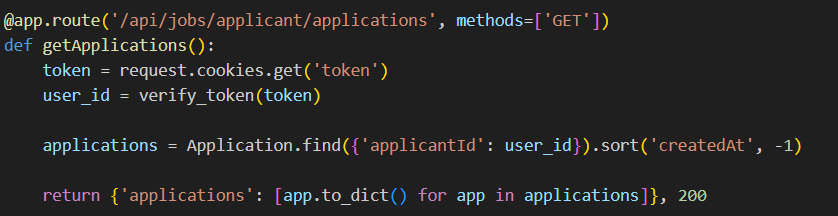 @app.route('/api/jobs/applicant/applications', methods=['GET'])
def getApplications():
    token = request.cookies.get('token')
    user_id = verify_token(token)
    applications = Application.find({'applicantId': user_id}).sort('createdAt', -1)
    return {'applications': [app.to_dict() for app in applications]}, 200